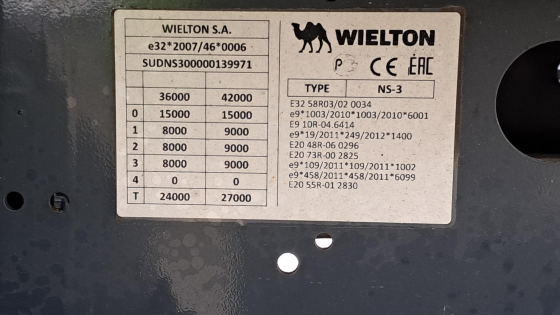 WIELTON S.A.
e32*2007/46*0006
SUDNS300000139971
36000 42000
0 15000 15000
1 8000 9000
2 8000 9000
3 8000 9000
4 0 0
T 24000 27000
WIELTON
P CE EAC
TYPE NS-3
E32 58R03/02 0034
e9*1003/2010*1003/2010*6001
E9 10R-04.6414
e9*19/2011*249/2012*1400
E20 48R-06 0296
E20 73R-00 2825
e9*109/2011*109/2011*1002
e9*458/2011*458/2011*6099
E20 55R-01 2830